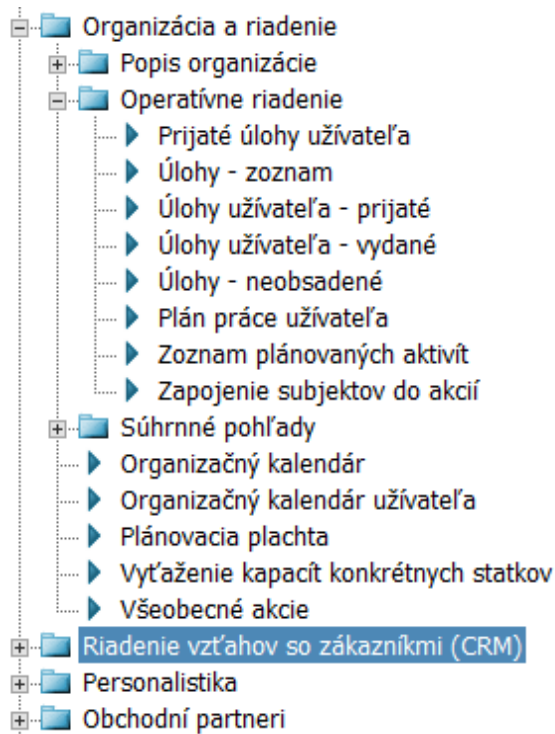 Organizácia a riadenie
Popis organizácie
Operatívne riadenie
Prijaté úlohy užívateľa
Úlohy - zoznam
Úlohy užívateľa - prijaté
Úlohy užívateľa - vydané
Úlohy - neobsadené
Plán práce užívateľa
Zoznam plánovaných aktivít
Zapojenie subjektov do akcií
Súhrnné pohľady
Organizačný kalendár
Organizačný kalendár užívateľa
Plánovacia plachta
Vyťaženie kapacít konkrétnych statkov
Všeobecné akcie
Riadenie vzťahov so zákazníkmi (CRM)
Personalistika
Obchodní partneri